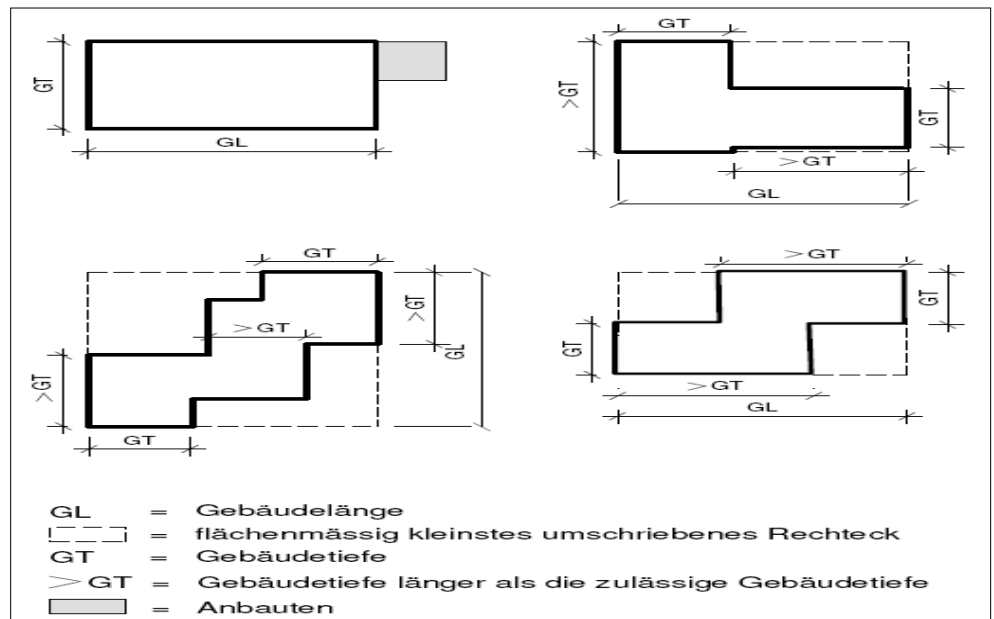 GT
GL
GT
>GT
GT
>GT
GL
GT
>GT
>GT
GL
>GT
GT
>GT
GT
GT
>GT
GL
GL = Gebäudelänge
= flächenmässig kleinstes umschriebenes Rechteck
GT = Gebäudetiefe
>GT = Gebäudetiefe länger als die zulässige Gebäudetiefe
= Anbauten